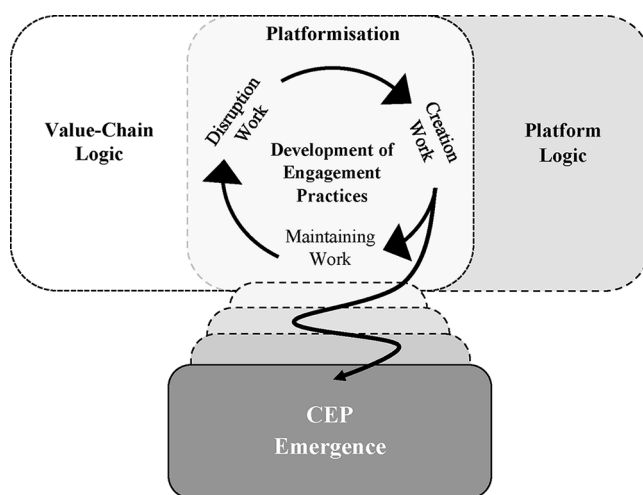 Platformisation
Value-Chain
Logic
Disruption
Work
Creation
Work
Development of
Engagement
Practices
Maintaining
Work
Platform
Logic
CEP
Emergence